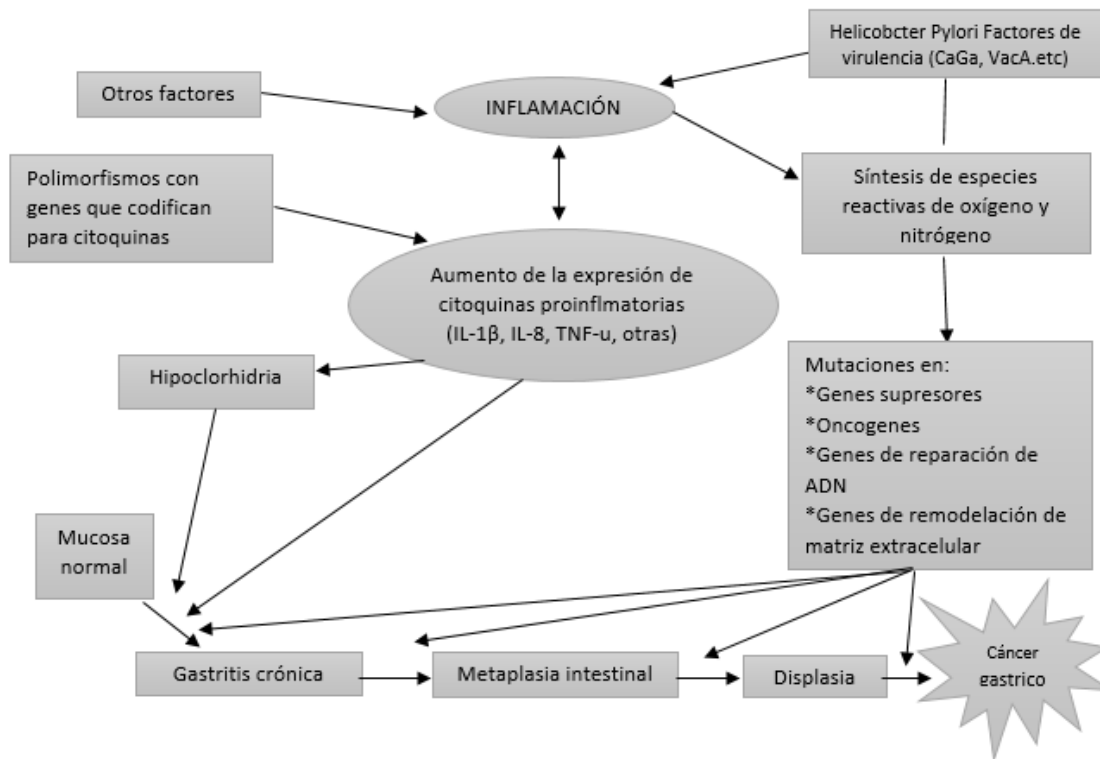 Helicobcter Pylori Factores de
virulencia (CaGa, VacA.etc)
Otros factores
INFLAMACIÓN
Polimorfismos con
genes que codifican
para citoquinas
Síntesis de especies
reactivas de oxígeno y
nitrógeno
Aumento de la expresión de
citoquinas proinflmatorias
(IL-1β, IL-8, TNF-u, otras)
Hipoclorhidria
Mutaciones en:
*Genes supresores
*Oncogenes
*Genes de reparación de
ADN
*Genes de remodelación de
matriz extracelular
Mucosa
normal
Gastritis crónica
Metaplasia intestinal
Displasia
Cáncer
gastrico